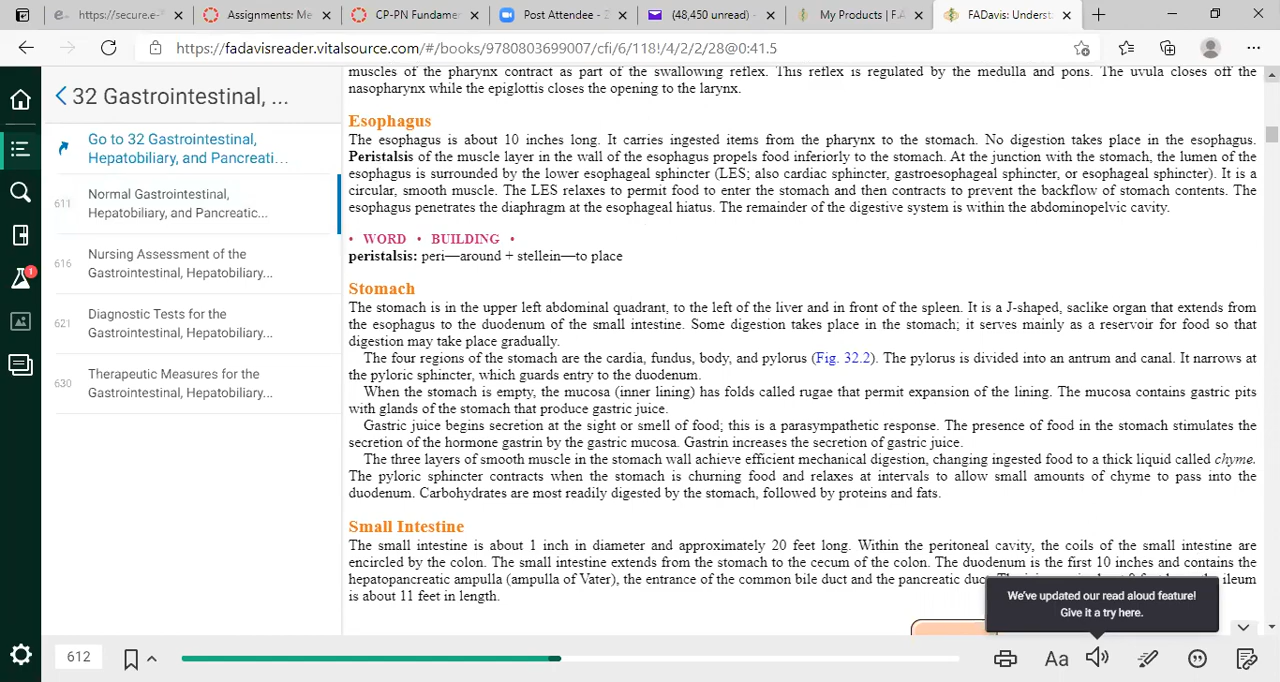 https://secure.e-
Assignments: Me
CP-PN Fundame
Post Attendee - Z
(48,450 unread) -
My Products | F.A
FADavis: Underst
https://fadavisreader.vitalsource.com/#/books/9780803699007/cfi/6/118!/4/2/2/28@0:41.5
32 Gastrointestinal, ...
Go to 32 Gastrointestinal,
Hepatobiliary, and Pancreati...
611
Normal Gastrointestinal,
Hepatobiliary, and Pancreatic...
616
Nursing Assessment of the
Gastrointestinal, Hepatobiliary...
621
Diagnostic Tests for the
Gastrointestinal, Hepatobiliary...
630
Therapeutic Measures for the
Gastrointestinal, Hepatobiliary...
1
muscles of the pharynx contract as part of the swallowing reflex. This reflex is regulated by the medulla and pons. The uvula closes off the
nasopharynx while the epiglottis closes the opening to the larynx.
Esophagus
The esophagus is about 10 inches long. It carries ingested items from the pharynx to the stomach. No digestion takes place in the esophagus.
Peristalsis of the muscle layer in the wall of the esophagus propels food inferiorly to the stomach. At the junction with the stomach, the lumen of the
esophagus is surrounded by the lower esophageal sphincter (LES; also cardiac sphincter, gastroesophageal sphincter, or esophageal sphincter). It is a
circular, smooth muscle. The LES relaxes to permit food to enter the stomach and then contracts to prevent the backflow of stomach contents. The
esophagus penetrates the diaphragm at the esophageal hiatus. The remainder of the digestive system is within the abdominopelvic cavity.
• WORD • BUILDING •
peristalsis: peri—around + stellein—to place
Stomach
The stomach is in the upper left abdominal quadrant, to the left of the liver and in front of the spleen. It is a J-shaped, saclike organ that extends from
the esophagus to the duodenum of the small intestine. Some digestion takes place in the stomach; it serves mainly as a reservoir for food so that
digestion may take place gradually.
The four regions of the stomach are the cardia, fundus, body, and pylorus (Fig. 32.2). The pylorus is divided into an antrum and canal. It narrows at
the pyloric sphincter, which guards entry to the duodenum.
When the stomach is empty, the mucosa (inner lining) has folds called rugae that permit expansion of the lining. The mucosa contains gastric pits
with glands of the stomach that produce gastric juice.
Gastric juice begins secretion at the sight or smell of food; this is a parasympathetic response. The presence of food in the stomach stimulates the
secretion of the hormone gastrin by the gastric mucosa. Gastrin increases the secretion of gastric juice.
The three layers of smooth muscle in the stomach wall achieve efficient mechanical digestion, changing ingested food to a thick liquid called chyme.
The pyloric sphincter contracts when the stomach is churning food and relaxes at intervals to allow small amounts of chyme to pass into the
duodenum. Carbohydrates are most readily digested by the stomach, followed by proteins and fats.
Small Intestine
The small intestine is about 1 inch in diameter and approximately 20 feet long. Within the peritoneal cavity, the coils of the small intestine are
encircled by the colon. The small intestine extends from the stomach to the cecum of the colon. The duodenum is the first 10 inches and contains the
hepatopancreatic ampulla (ampulla of Vater), the entrance of the common bile duct and the pancreatic duc ileum
is about 11 feet in length.
We've updated our read aloud feature!
Give it a try here.
612
Aa